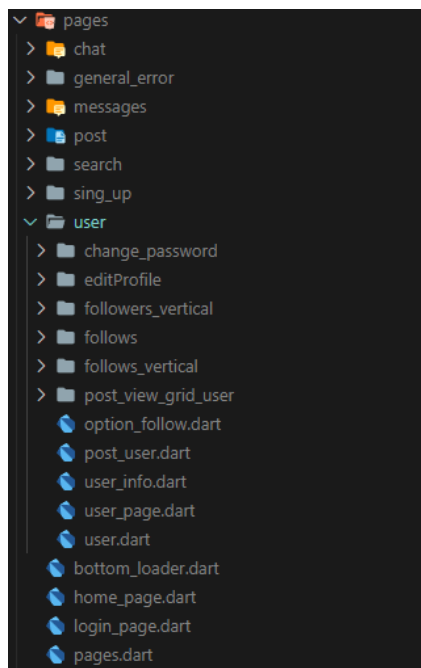 pages
chat
general_error
messages
post
search
sing_up
user
change_password
editProfile
followers_vertical
follows
follows_vertical
post_view_grid_user
option_follow.dart
post_user.dart
user_info.dart
user_page.dart
user.dart
bottom_loader.dart
home_page.dart
login_page.dart
pages.dart